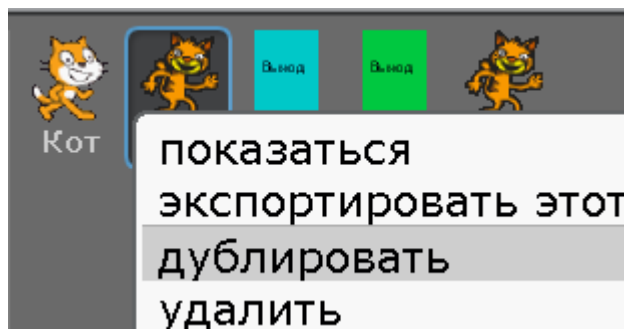 Выход Выход
Кот
показаться
экспортировать этот
дублировать
удалить